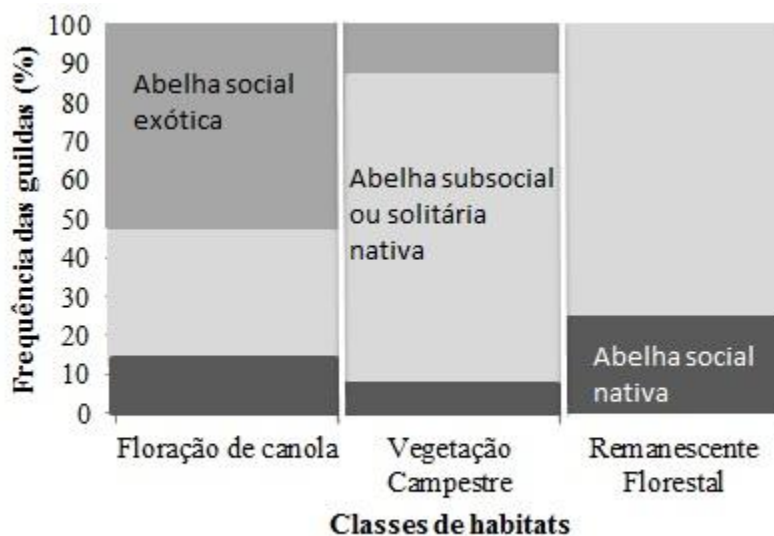 Frequência das guildas (%)
100
90
80
70
60
50
40
30
20
10
0
Abelha social
exótica
Abelha subsocial
ou solitária
nativa
Abelha social
nativa
Floração de canola
Vegetação
Campestre
Remanescente
Florestal
Classes de habitats